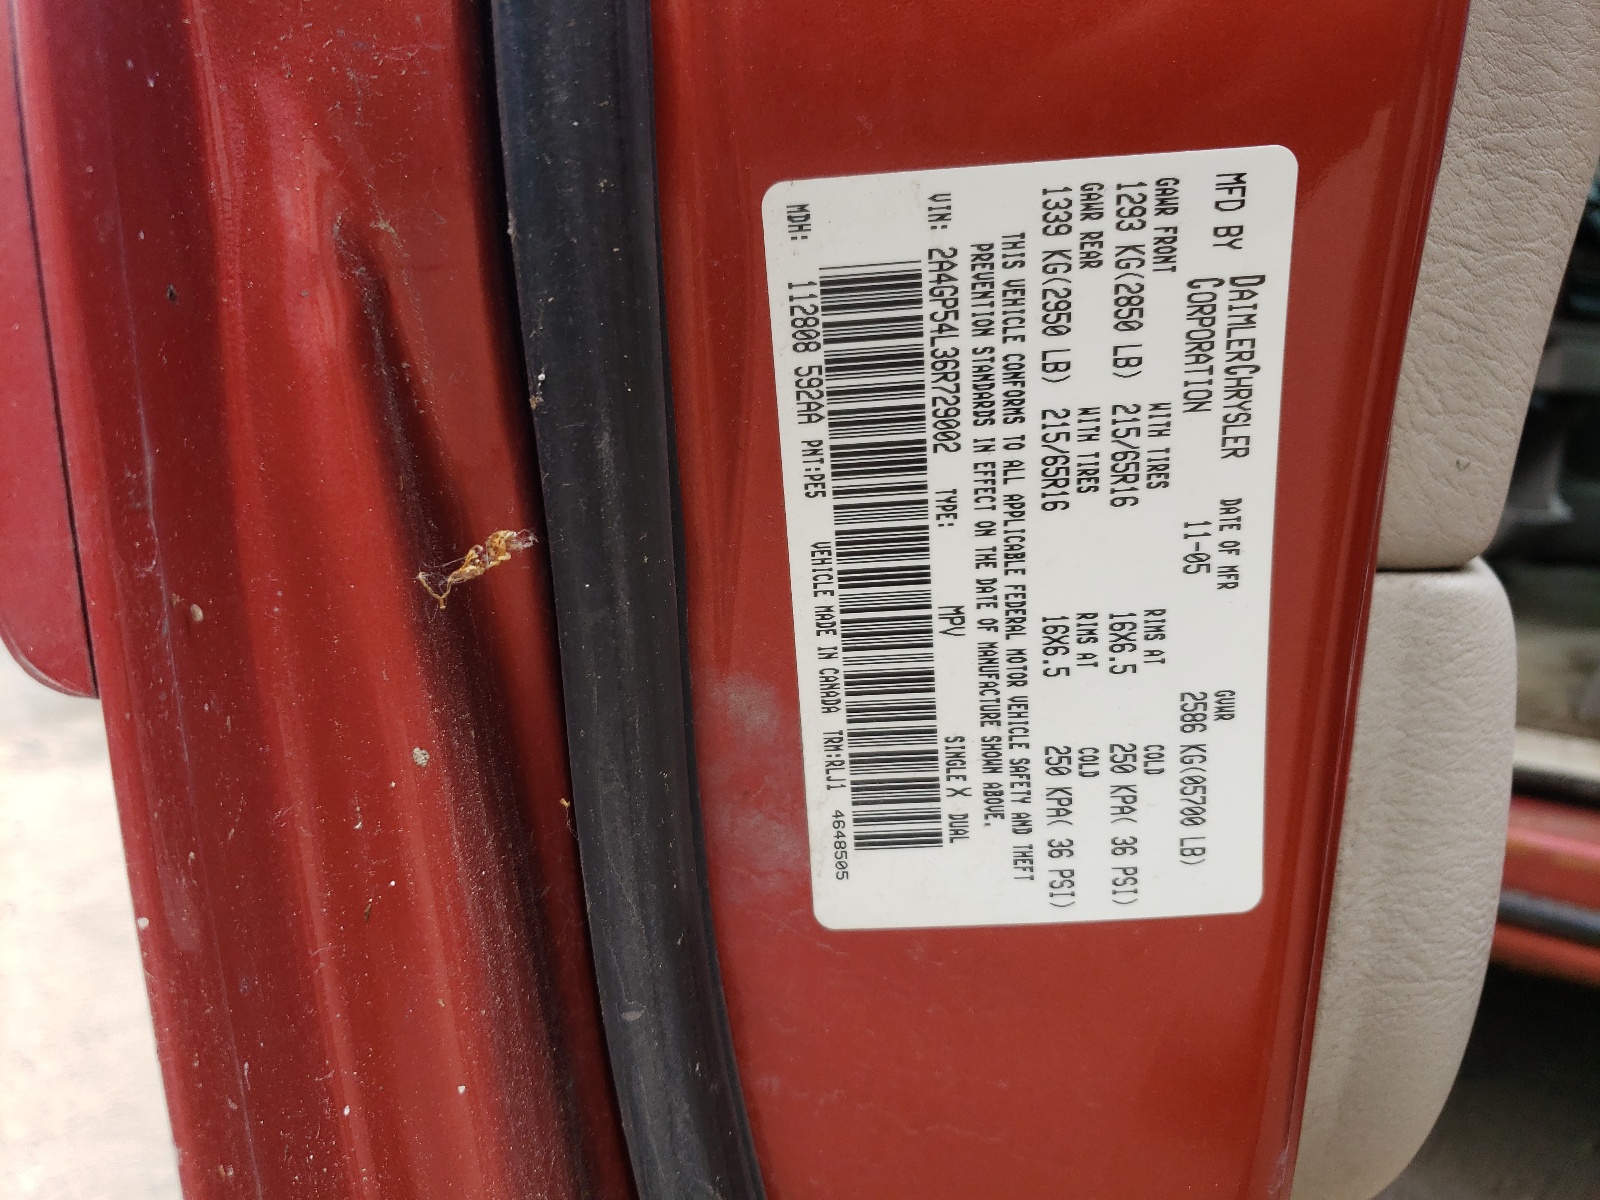 MFD BY DAIMLERCHRYSLER DATE OF MFR GVWR
CORPORATION 11-05 2586 KG(05700 LB)
GAWR FRONT WITH TIRES RIMS AT COLD
1293 KG(2850 LB) 215/65R16 16X6.5 250 KPA( 36 PSI)
GAWR REAR WITH TIRES RIMS AT COLD
1339 KG(2950 LB) 215/65R16 16X6.5 250 KPA( 36 PSI)
THIS VEHICLE CONFORMS TO ALL APPLICABLE FEDERAL MOTOR VEHICLE SAFETY AND THEFT
PREVENTION STANDARDS IN EFFECT ON THE DATE OF MANUFACTURE SHOWN ABOVE.
VIN: 2A4GP54L36R729002 TYPE: MPV SINGLE X DUAL
MDH: 112808 592AA PNT:PE5 VEHICLE MADE IN CANADA TRM:RLJ1 4648505